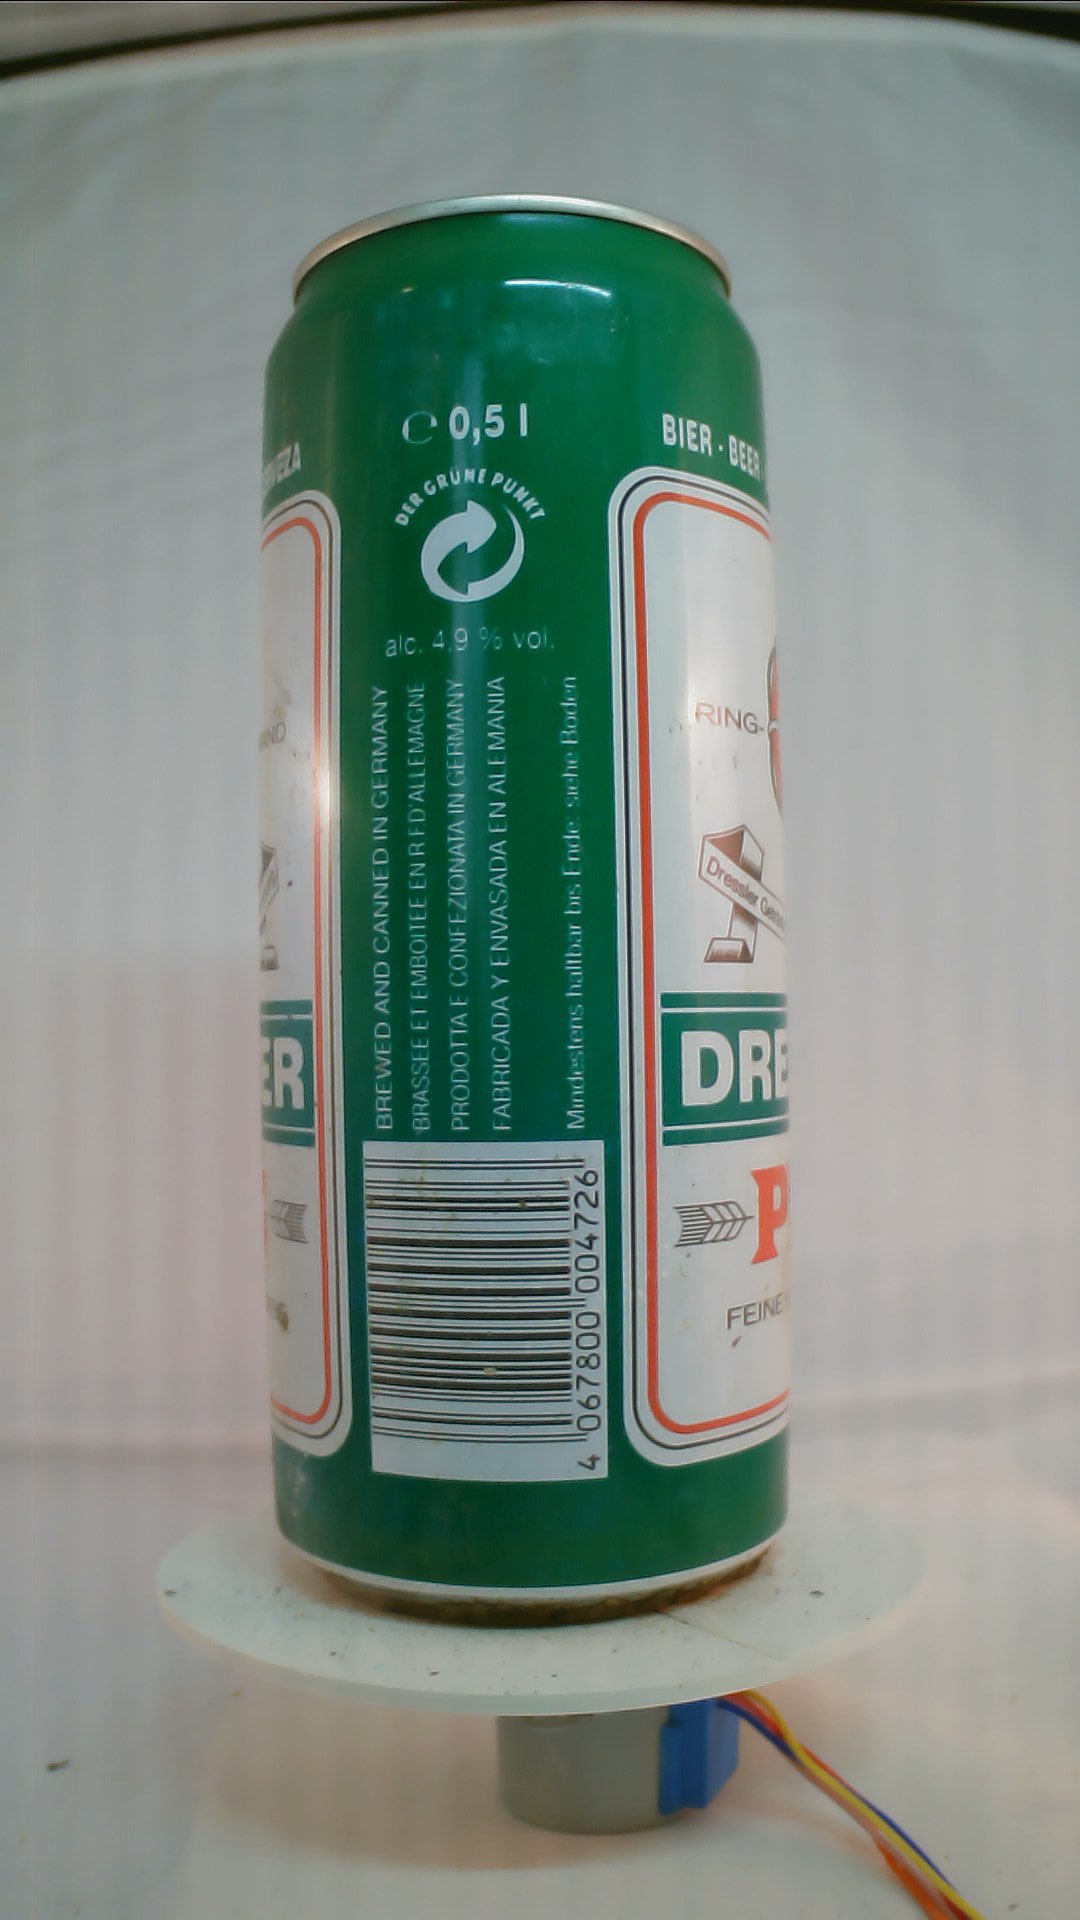 ℮ 0,5 l
DER GRÜNE PUNKT
alc. 4,9 % vol.
BREWED AND CANNED IN GERMANY
BRASSEE ET EMBOITEE EN R F D'ALLEMAGNE
PRODOTTA E CONFEZIONATA IN GERMANY
FABRICADA Y ENVASADA EN ALEMANIA
Mindestens haltbar bis Ende: siehe Boden
4 067800 004726
BIER · BEER
RING-
Dressler
DRE
P
FEINE
ER